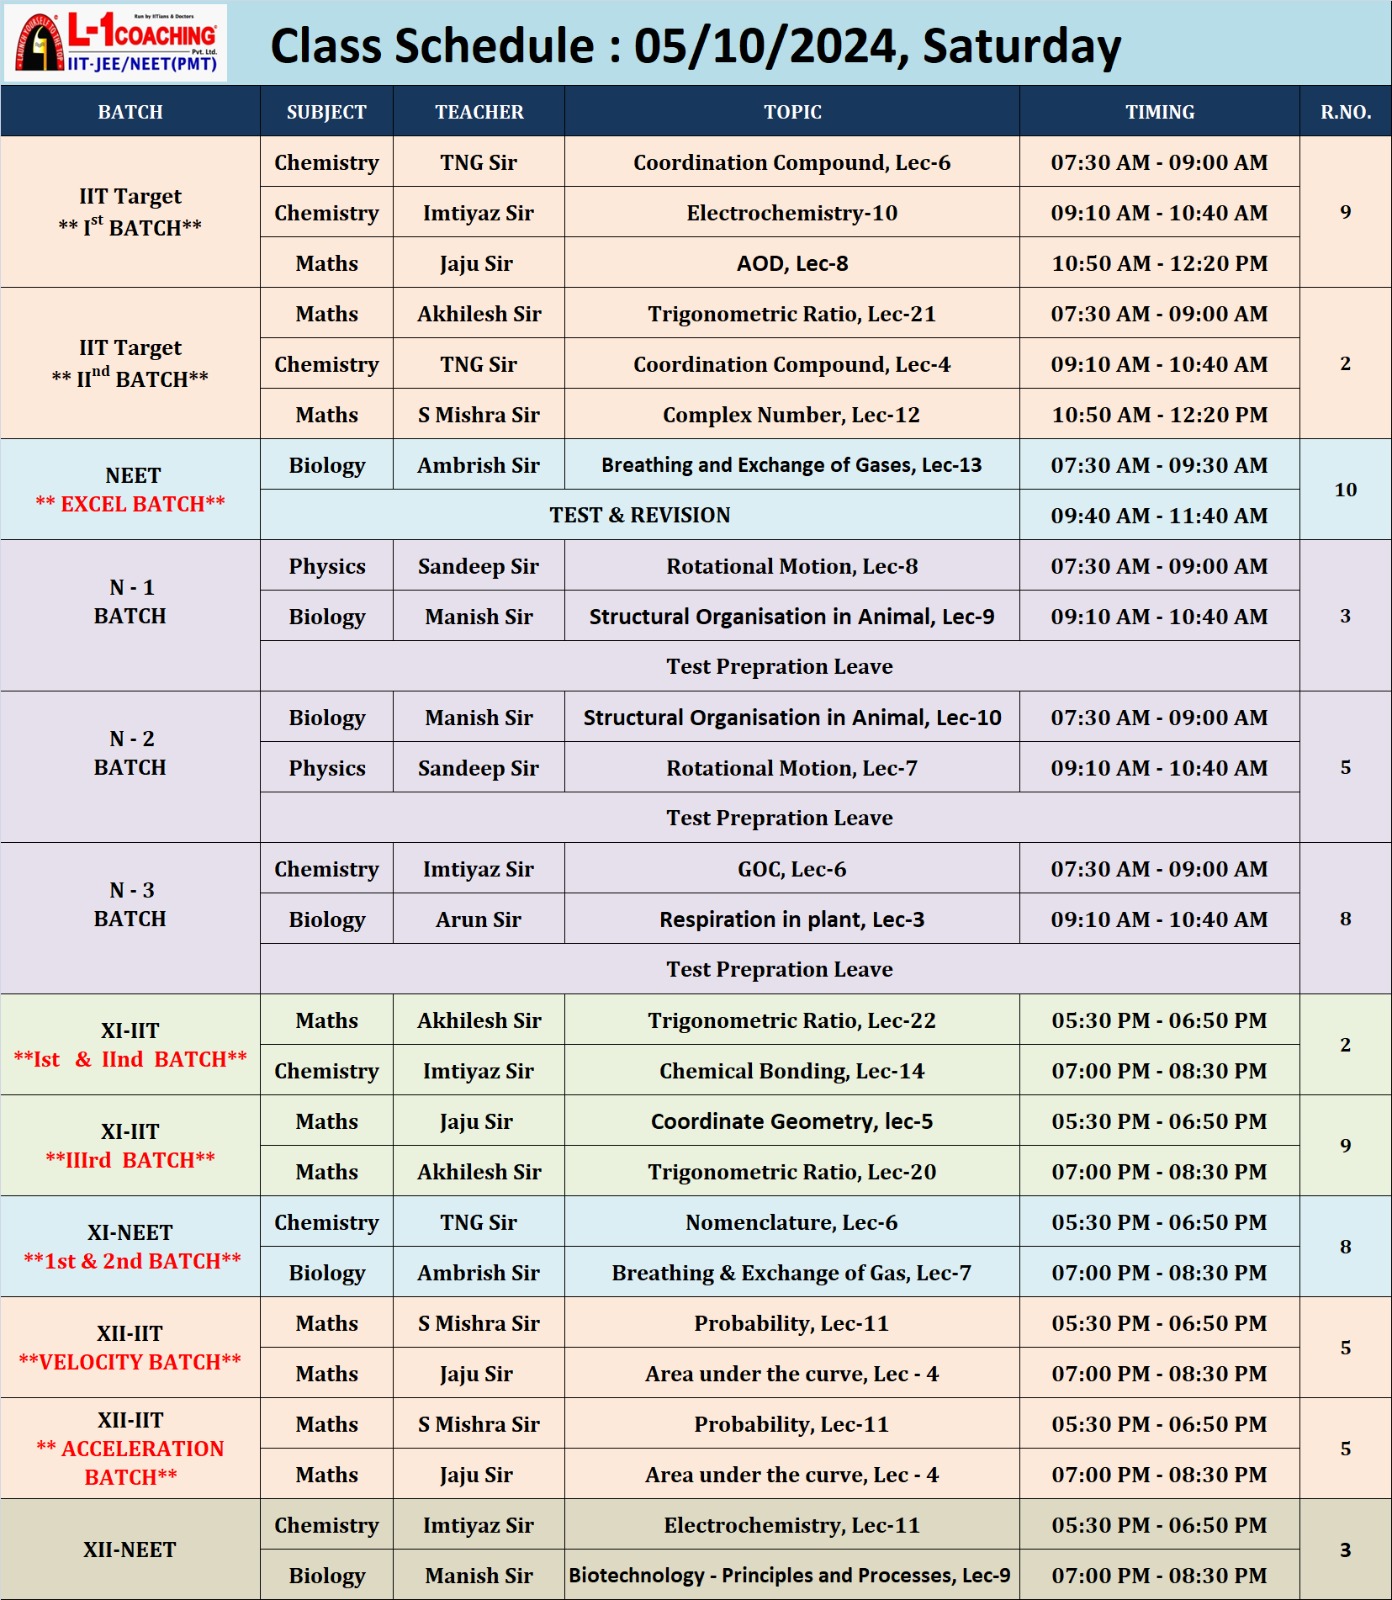 Run by IITians & Doctors
L-1COACHING
Pvt. Ltd.
IIT-JEE/NEET(PMT)
LAUNCH YOURSELF TO THE TOP
Class Schedule : 05/10/2024, Saturday
BATCH SUBJECT TEACHER TOPIC TIMING R.NO.
IIT Target
** Ist BATCH**
Chemistry TNG Sir Coordination Compound, Lec-6 07:30 AM - 09:00 AM
Chemistry Imtiyaz Sir Electrochemistry-10 09:10 AM - 10:40 AM
Maths Jaju Sir AOD, Lec-8 10:50 AM - 12:20 PM
9
IIT Target
** IInd BATCH**
Maths Akhilesh Sir Trigonometric Ratio, Lec-21 07:30 AM - 09:00 AM
Chemistry TNG Sir Coordination Compound, Lec-4 09:10 AM - 10:40 AM
Maths S Mishra Sir Complex Number, Lec-12 10:50 AM - 12:20 PM
2
NEET
** EXCEL BATCH**
Biology Ambrish Sir Breathing and Exchange of Gases, Lec-13 07:30 AM - 09:30 AM
TEST & REVISION 09:40 AM - 11:40 AM
10
N - 1
BATCH
Physics Sandeep Sir Rotational Motion, Lec-8 07:30 AM - 09:00 AM
Biology Manish Sir Structural Organisation in Animal, Lec-9 09:10 AM - 10:40 AM
Test Prepration Leave
3
N - 2
BATCH
Biology Manish Sir Structural Organisation in Animal, Lec-10 07:30 AM - 09:00 AM
Physics Sandeep Sir Rotational Motion, Lec-7 09:10 AM - 10:40 AM
Test Prepration Leave
5
N - 3
BATCH
Chemistry Imtiyaz Sir GOC, Lec-6 07:30 AM - 09:00 AM
Biology Arun Sir Respiration in plant, Lec-3 09:10 AM - 10:40 AM
Test Prepration Leave
8
XI-IIT
**Ist & IInd BATCH**
Maths Akhilesh Sir Trigonometric Ratio, Lec-22 05:30 PM - 06:50 PM
Chemistry Imtiyaz Sir Chemical Bonding, Lec-14 07:00 PM - 08:30 PM
2
XI-IIT
**IIIrd BATCH**
Maths Jaju Sir Coordinate Geometry, lec-5 05:30 PM - 06:50 PM
Maths Akhilesh Sir Trigonometric Ratio, Lec-20 07:00 PM - 08:30 PM
9
XI-NEET
**1st & 2nd BATCH**
Chemistry TNG Sir Nomenclature, Lec-6 05:30 PM - 06:50 PM
Biology Ambrish Sir Breathing & Exchange of Gas, Lec-7 07:00 PM - 08:30 PM
8
XII-IIT
**VELOCITY BATCH**
Maths S Mishra Sir Probability, Lec-11 05:30 PM - 06:50 PM
Maths Jaju Sir Area under the curve, Lec - 4 07:00 PM - 08:30 PM
5
XII-IIT
** ACCELERATION
BATCH**
Maths S Mishra Sir Probability, Lec-11 05:30 PM - 06:50 PM
Maths Jaju Sir Area under the curve, Lec - 4 07:00 PM - 08:30 PM
5
XII-NEET
Chemistry Imtiyaz Sir Electrochemistry, Lec-11 05:30 PM - 06:50 PM
Biology Manish Sir Biotechnology - Principles and Processes, Lec-9 07:00 PM - 08:30 PM
3